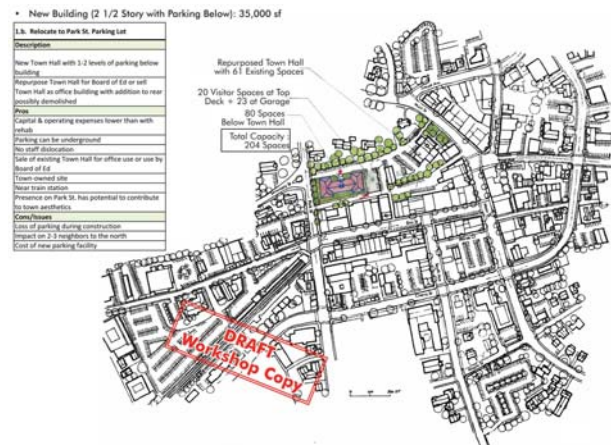 • New Building (2 1/2 Story with Parking Below): 35,000 sf
1.b. Relocate to Park St. Parking Lot
Description
New Town Hall with 1-2 levels of parking below
building
Repurpose Town Hall for Board of Ed or sell
Town Hall as office building with addition to rear
possibly demolished
Pros
Capital & operating expenses lower than with
rehab
Parking can be underground
No staff dislocation
Sale of existing Town Hall for office use or use by
Board of Ed
Town-owned site
Near train station
Presence on Park St. has potential to contribute
to town aesthetics
Cons/Issues
Loss of parking during construction
Impact on 2-3 neighbors to the north
Cost of new parking facility
Repurposed Town Hall
with 61 Existing Spaces
20 Visitor Spaces at Top
Deck + 23 at Garage
80 Spaces
Below Town Hall
Total Capacity :
204 Spaces
DRAFT
Workshop Copy